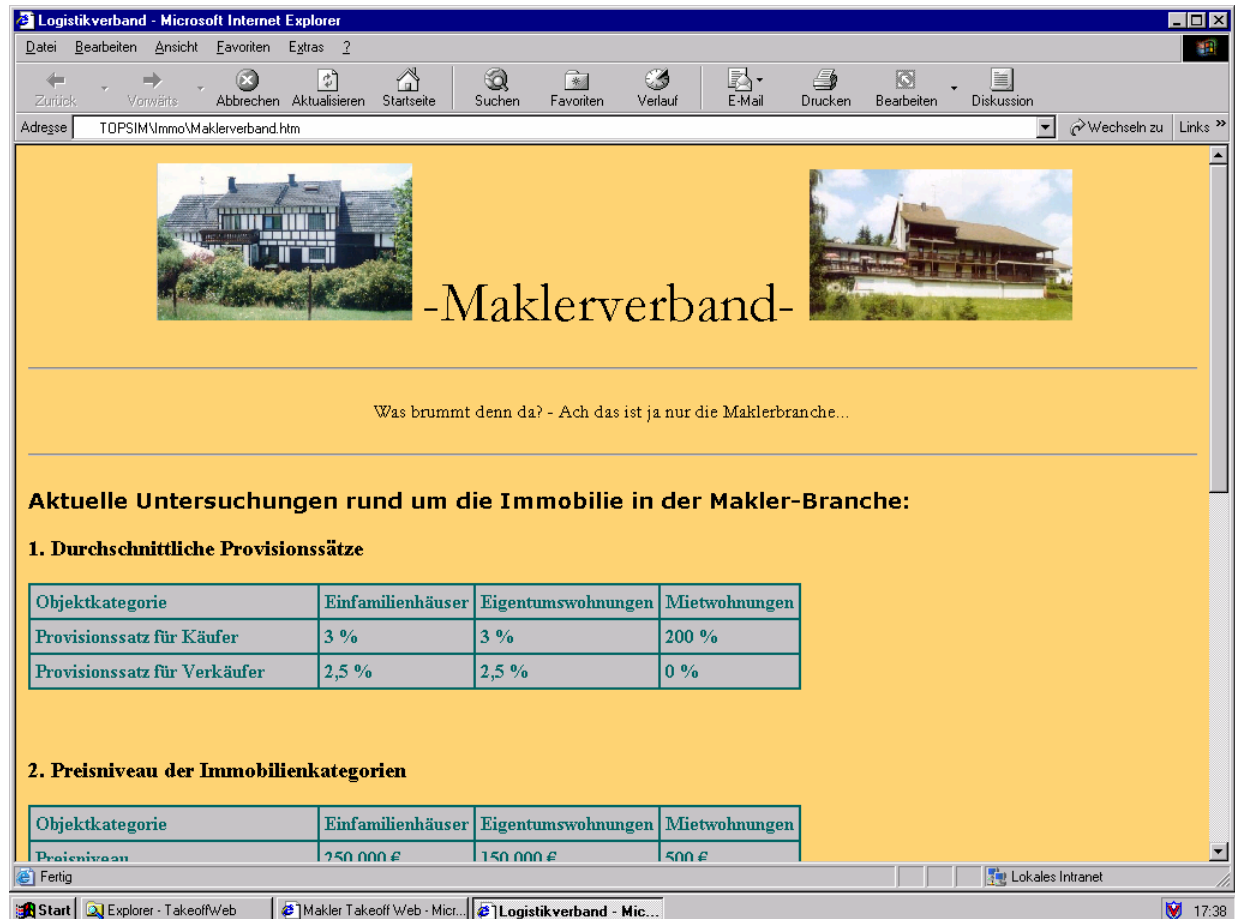 Logistikverband - Microsoft Internet Explorer
Datei Bearbeiten Ansicht Favoriten Extras ?
Zurück Vorwärts Abbrechen Aktualisieren Startseite Suchen Favoriten Verlauf E-Mail Drucken Bearbeiten Diskussion
Adresse TOPSIM\Immo\Maklerverband.htm Wechseln zu Links »
-Maklerverband-
Was brummt denn da? - Ach das ist ja nur die Maklerbranche...
Aktuelle Untersuchungen rund um die Immobilie in der Makler-Branche:
1. Durchschnittliche Provisionssätze
Objektkategorie Einfamilienhäuser Eigentumswohnungen Mietwohnungen
Provisionssatz für Käufer 3 % 3 % 200 %
Provisionssatz für Verkäufer 2,5 % 2,5 % 0 %
2. Preisniveau der Immobilienkategorien
Objektkategorie Einfamilienhäuser Eigentumswohnungen Mietwohnungen
Preisniveau 250.000 € 150.000 € 500 €
Fertig Lokales Intranet
Start Explorer - TakeoffWeb Makler Takeoff Web - Micr... Logistikverband - Mic... 17:38